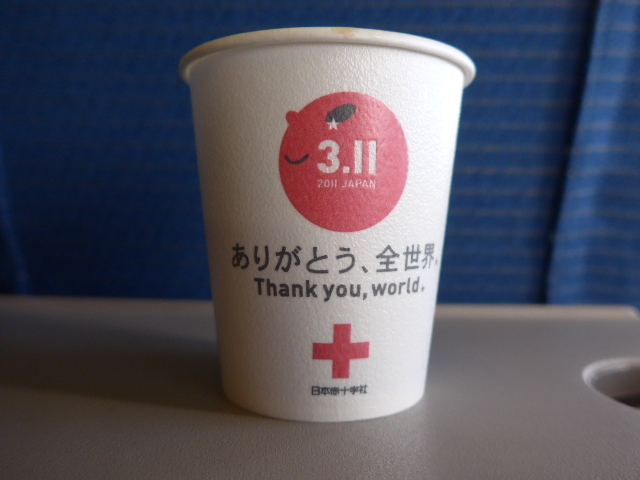 3.11
2011 JAPAN
ありがとう、全世界。
Thank you, world.
日本赤十字社